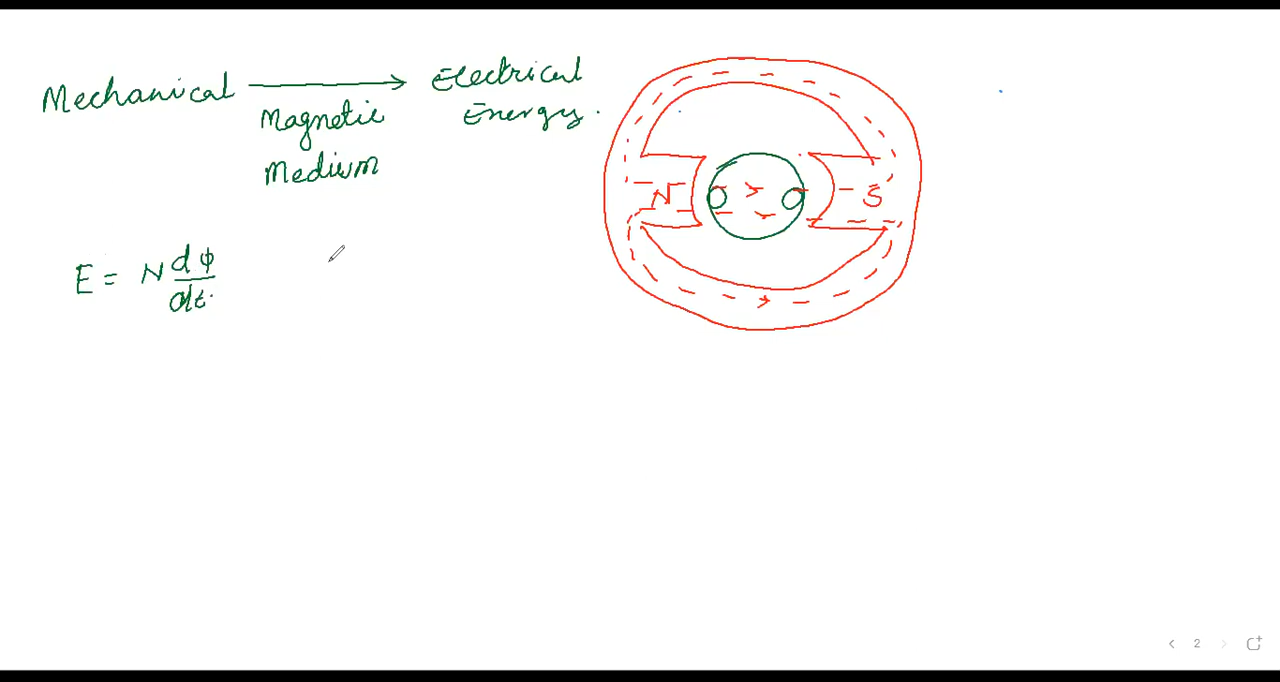 Mechanical → Electrical
Magnetic Energy.
Medium
N S
E = N dφ/dt.
2